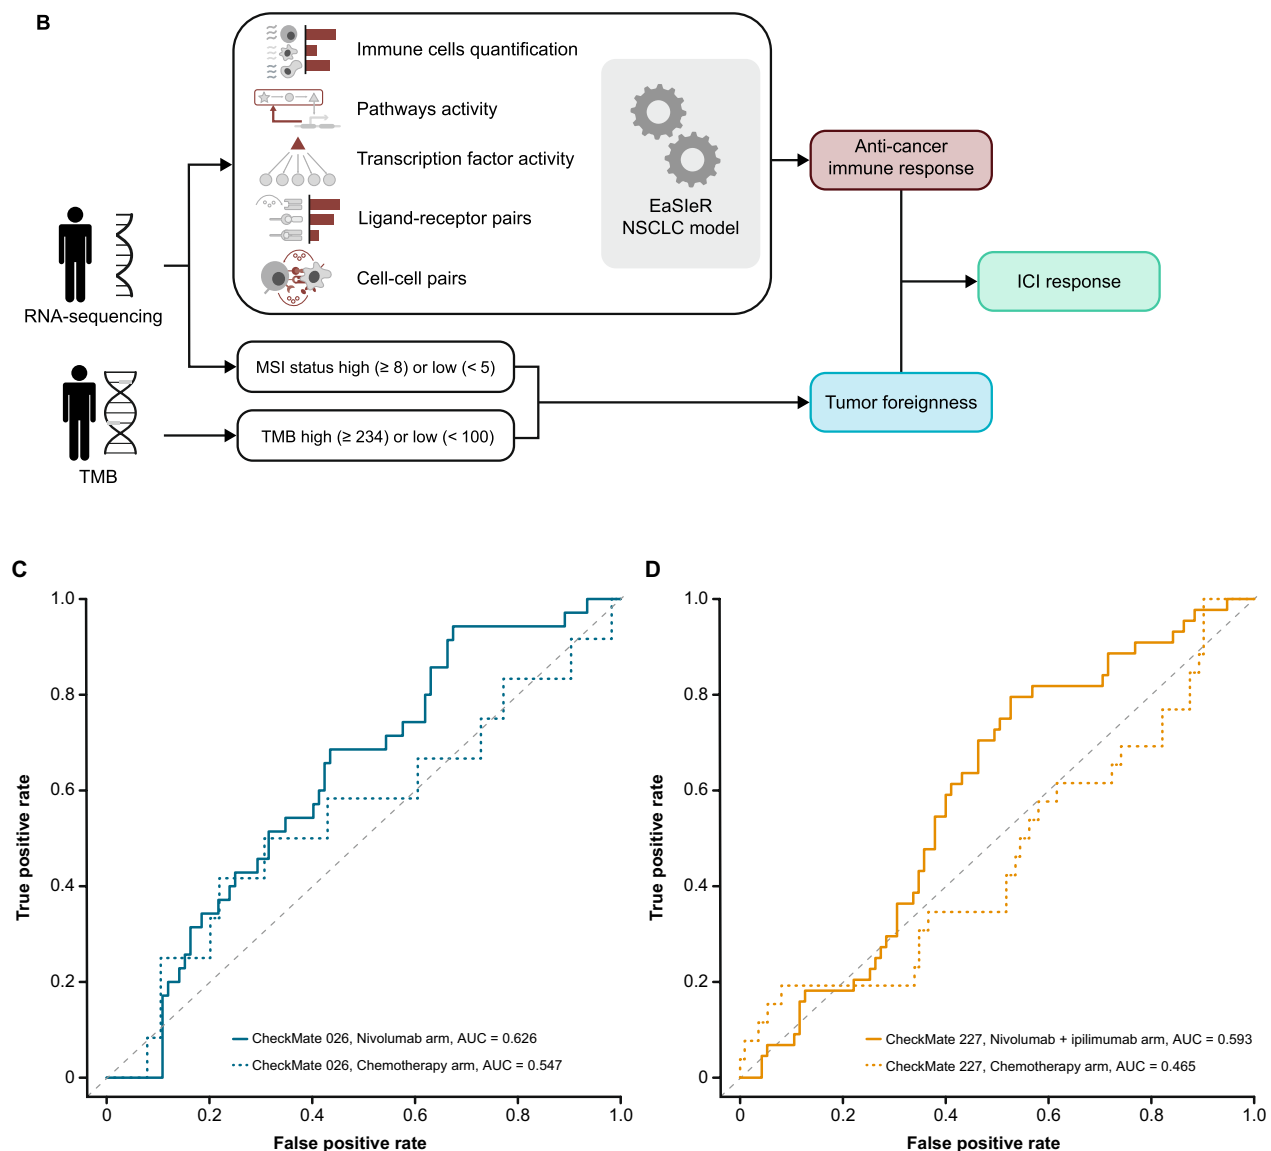 B
Immune cells quantification
Pathways activity
Transcription factor activity
Ligand-receptor pairs
Cell-cell pairs
EaSIeR
NSCLC model
Anti-cancer
immune response
ICI response
RNA-sequencing
MSI status high (≥ 8) or low (< 5)
TMB high (≥ 234) or low (< 100)
Tumor foreignness
TMB
C
1.0
0.8
0.6
0.4
0.2
0
True positive rate
CheckMate 026, Nivolumab arm, AUC = 0.626
CheckMate 026, Chemotherapy arm, AUC = 0.547
0
0.2
0.4
0.6
0.8
1.0
False positive rate
D
1.0
0.8
0.6
0.4
0.2
0
True positive rate
CheckMate 227, Nivolumab + ipilimumab arm, AUC = 0.593
CheckMate 227, Chemotherapy arm, AUC = 0.465
0
0.2
0.4
0.6
0.8
1.0
False positive rate